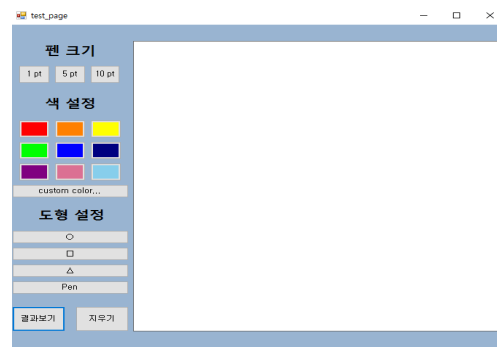 test_page
펜 크기
1 pt 5 pt 10 pt
색 설정
custom color...
도형 설정
○
□
△
Pen
결과보기 지우기